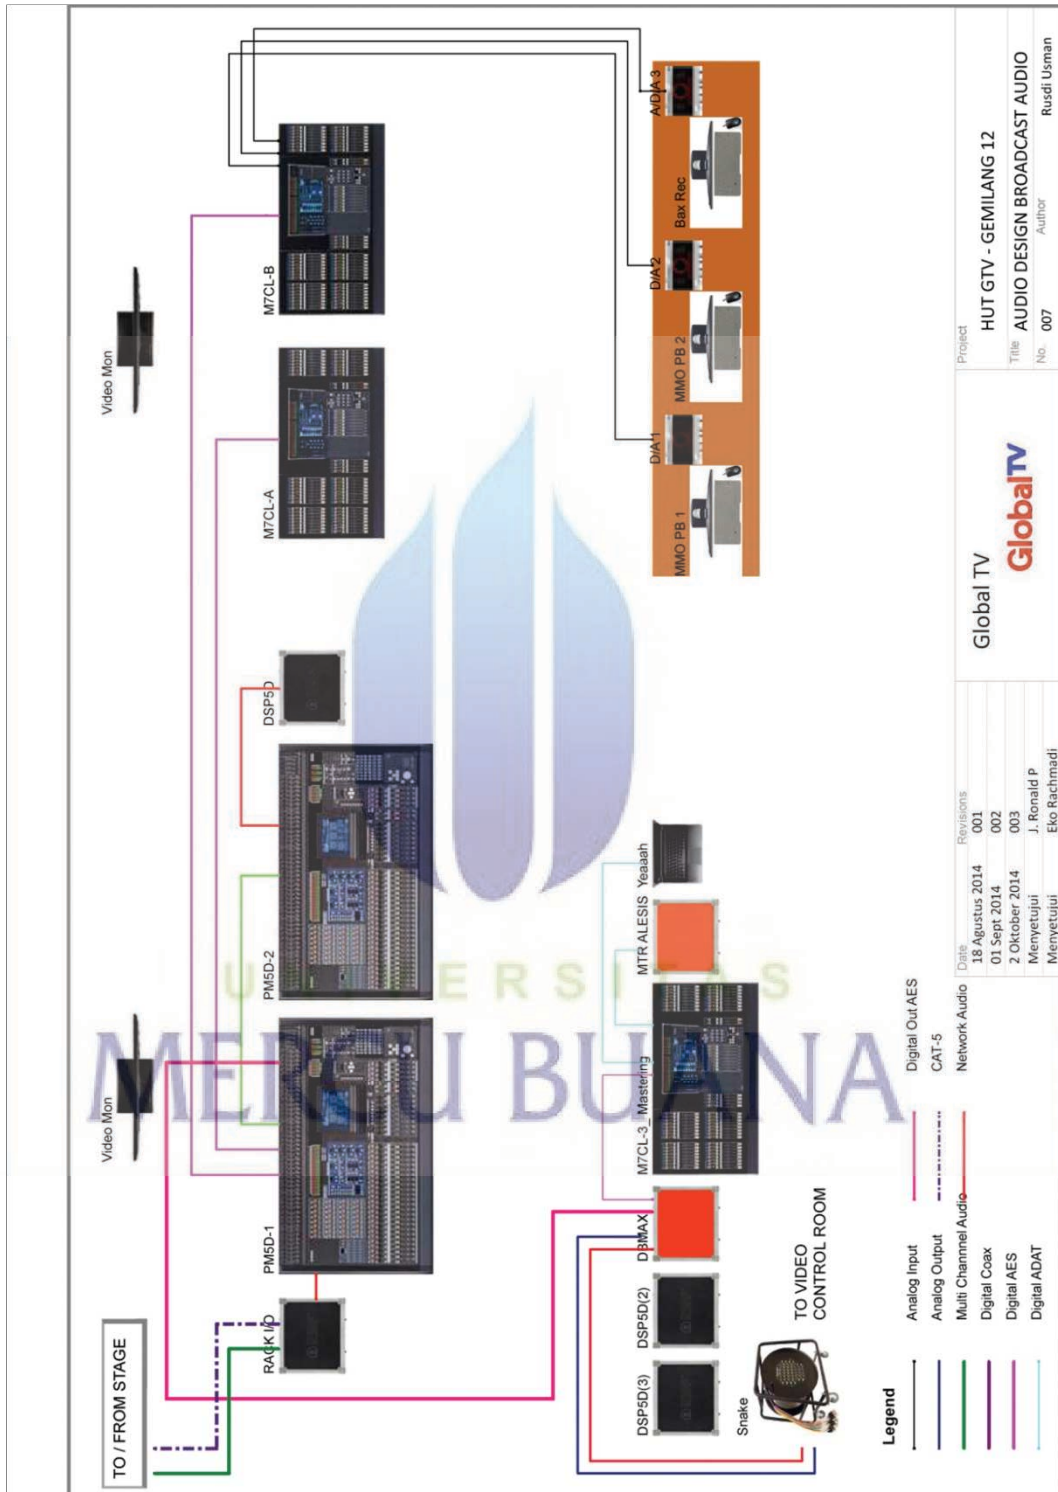 TO / FROM STAGE
Video Mon
Video Mon
RACK I/O
PM5D-1
PM5D-2
DSP5D
M7CL-A
M7CL-B
DSP5D(3)
DSP5D(2)
DBMAX
M7CL-3_ Mastering
MTR ALESIS
Yeaaah
MMO PB 1
D/A 1
MMO PB 2
D/A 2
Bax Rec
A/D/A 3
Snake
TO VIDEO
CONTROL ROOM
UNIVERSITAS
MERCU BUANA
Legend
Analog Input
Analog Output
Multi Channnel Audio
Digital Coax
Digital AES
Digital ADAT
Digital Out AES
CAT-5
Network Audio
Date
Revisions
18 Agustus 2014
001
01 Sept 2014
002
2 Oktober 2014
003
Menyetujui
J. Ronald P
Menyetujui
Eko Rachmadi
Global TV
GlobalTV
Project
HUT GTV - GEMILANG 12
Title
AUDIO DESIGN BROADCAST AUDIO
No.
007
Author
Rusdi Usman